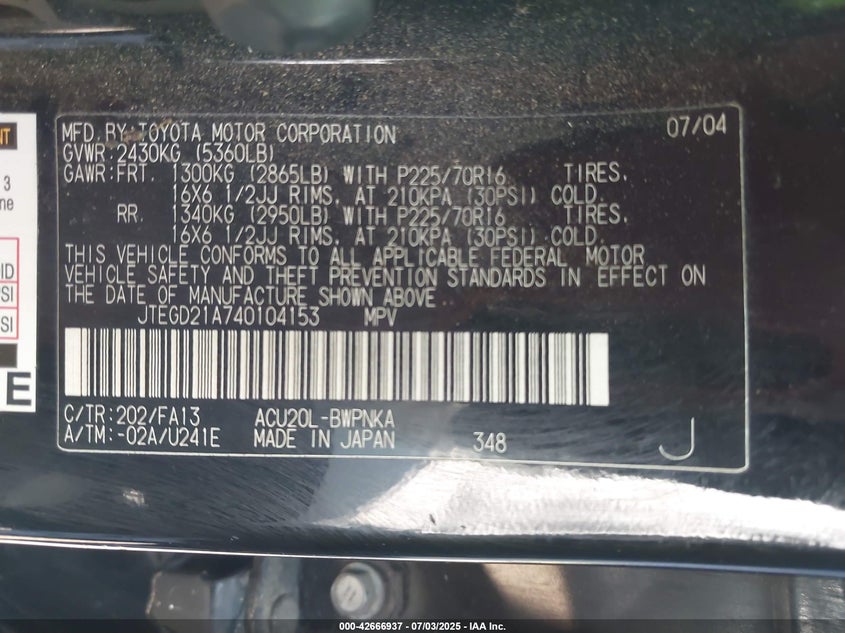 MFD. BY TOYOTA MOTOR CORPORATION 07/04
GVWR: 2430KG (5360LB)
GAWR: FRT. 1300KG (2865LB) WITH P225/70R16 TIRES.
16X6 1/2JJ RIMS. AT 210KPA (30PSI) COLD.
RR. 1340KG (2950LB) WITH P225/70R16 TIRES.
16X6 1/2JJ RIMS. AT 210KPA (30PSI) COLD.
THIS VEHICLE CONFORMS TO ALL APPLICABLE FEDERAL MOTOR
VEHICLE SAFETY AND THEFT PREVENTION STANDARDS IN EFFECT ON
THE DATE OF MANUFACTURE SHOWN ABOVE.
JTEGD21A740104153 MPV
C/TR: 202/FA13 ACU20L-BWPNKA
A/TM: -02A/U241E MADE IN JAPAN 348 J
3
E
000-42666937 - 07/03/2025 - IAA Inc.